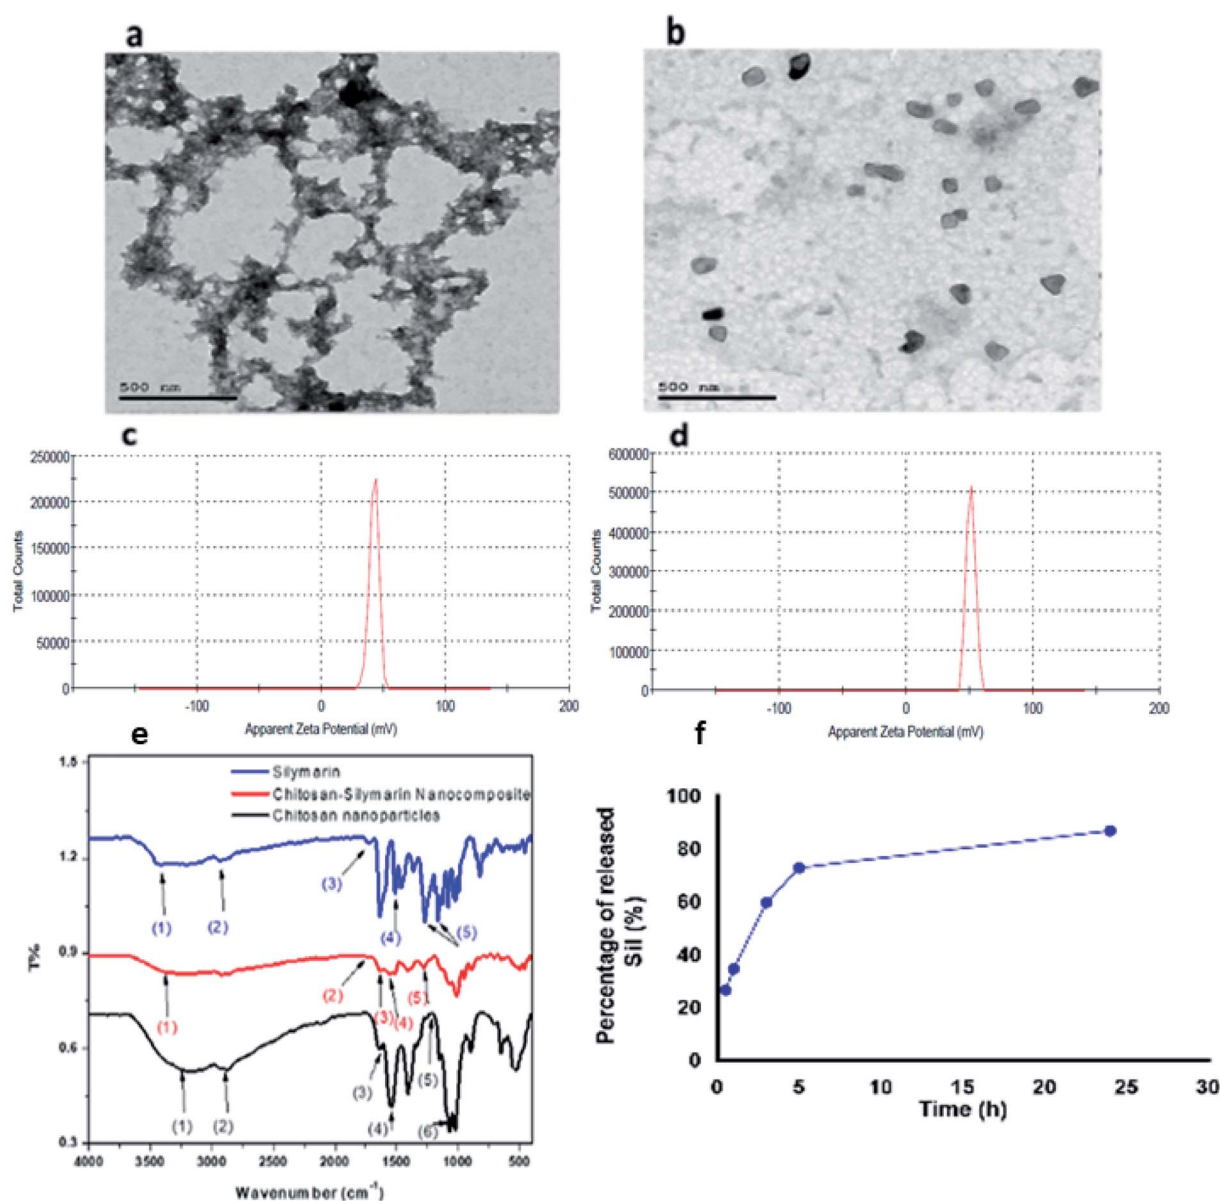 a
b
500 nm
500 nm
c
d
250000
200000
150000
100000
50000
0
Total Counts
-100
0
100
200
Apparent Zeta Potential (mV)
600000
500000
400000
300000
200000
100000
0
Total Counts
-100
0
100
200
Apparent Zeta Potential (mV)
e
f
1.5
1.2
0.9
0.6
0.3
T%
Silymarin
Chitosan-Silymarin Nanocomposite
Chitosan nanoparticles
(1)
(2)
(3)
(4)
(5)
(1)
(2)
(3)
(4)
(5)
(1)
(2)
(3)
(4)
(5)
(6)
4000 3500 3000 2500 2000 1500 1000 500
Wavenumber (cm⁻¹)
Percentage of released
Sil (%)
100
80
60
40
20
0
0 5 10 15 20 25 30
Time (h)